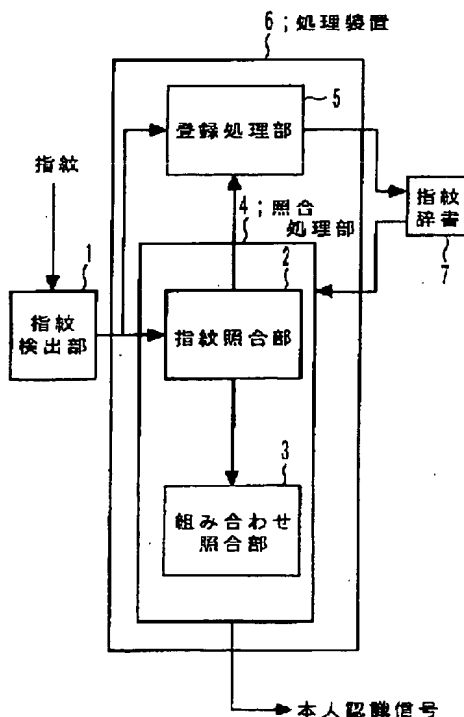 6;処理装置
5
登録処理部
指紋
4;照合
処理部
指紋
辞書
7
1
指紋
検出部
2
指紋照合部
3
組み合わせ
照合部
本人認識信号